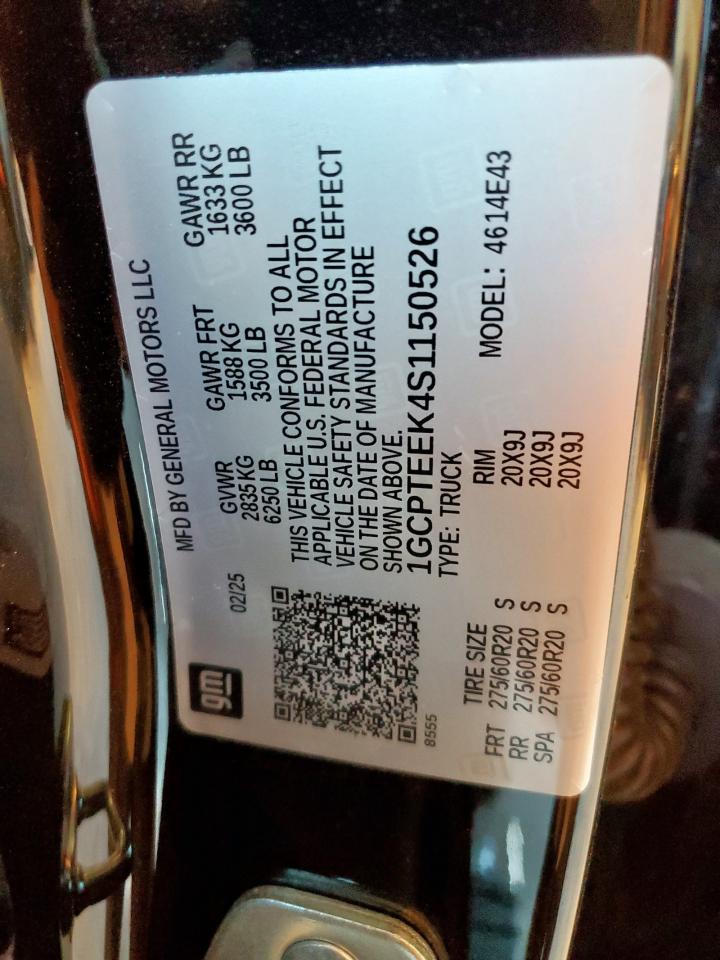 gm
MFD BY GENERAL MOTORS LLC
02/25
GVWR GAWR FRT GAWR RR
2835 KG 1588 KG 1633 KG
6250 LB 3500 LB 3600 LB
THIS VEHICLE CONFORMS TO ALL
APPLICABLE U.S. FEDERAL MOTOR
VEHICLE SAFETY STANDARDS IN EFFECT
ON THE DATE OF MANUFACTURE
SHOWN ABOVE.
1GCPTEEK4S1150526
TYPE: TRUCK
8555
MODEL: 4614E43
TIRE SIZE RIM
FRT 275/60R20 S 20X9J
RR 275/60R20 S 20X9J
SPA 275/60R20 S 20X9J